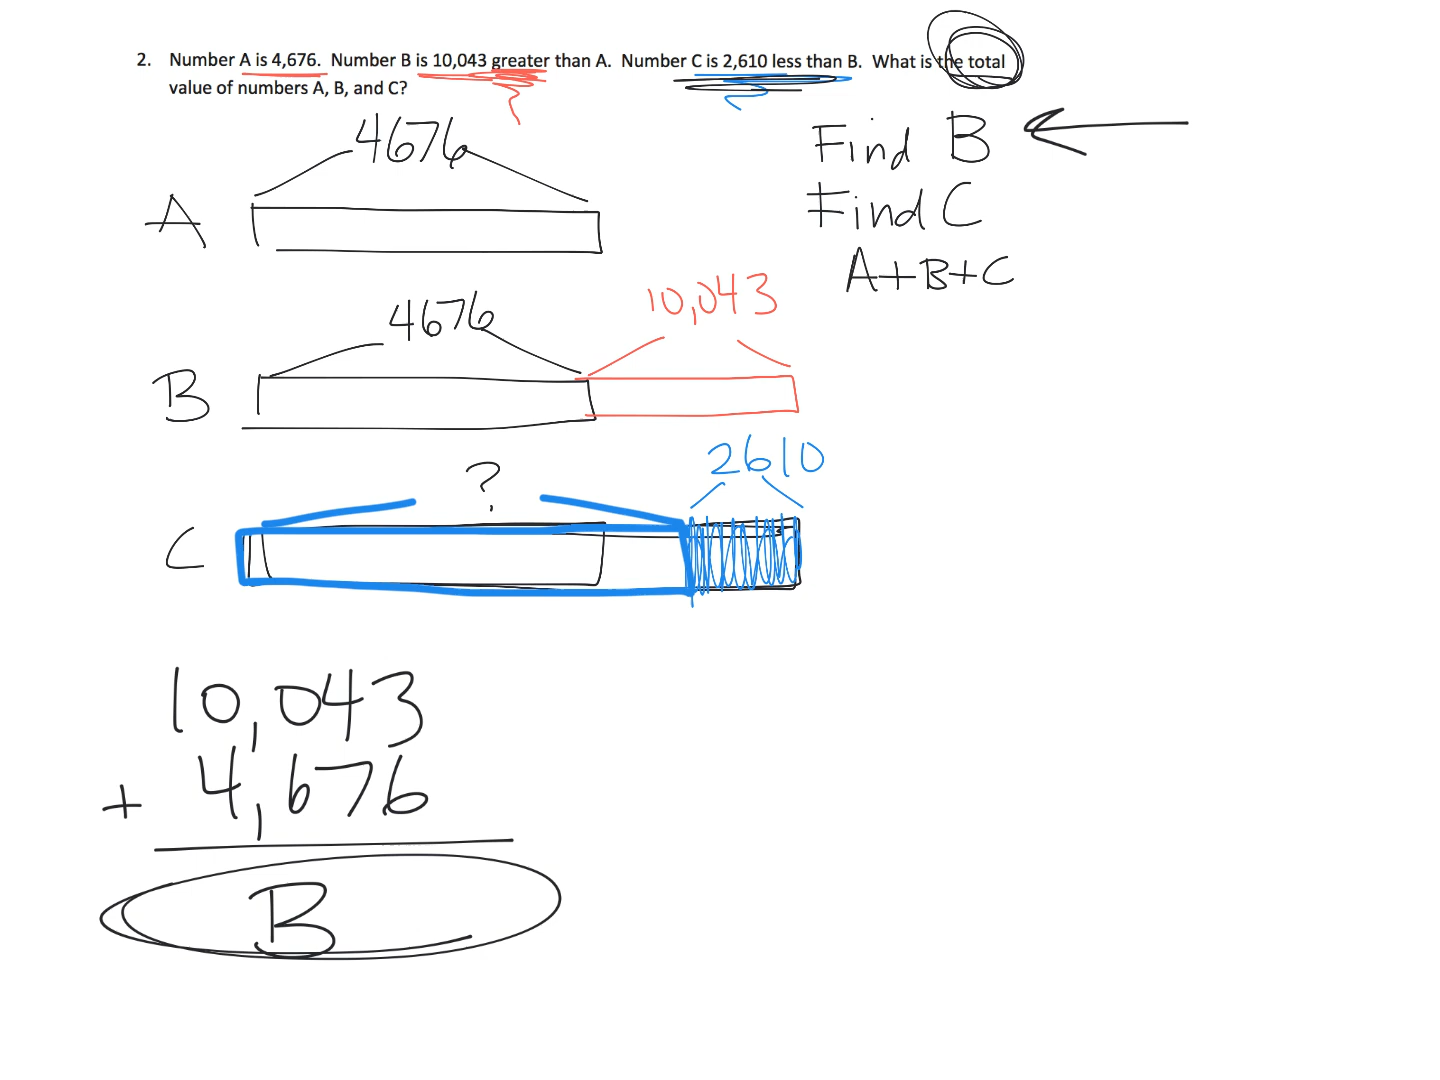 2. Number A is 4,676. Number B is 10,043 greater than A. Number C is 2,610 less than B. What is the total
value of numbers A, B, and C?
4676
Find B
A
Find C
A+B+C
4676
10,043
B
2610
?
C
10,043
+ 4,676
B